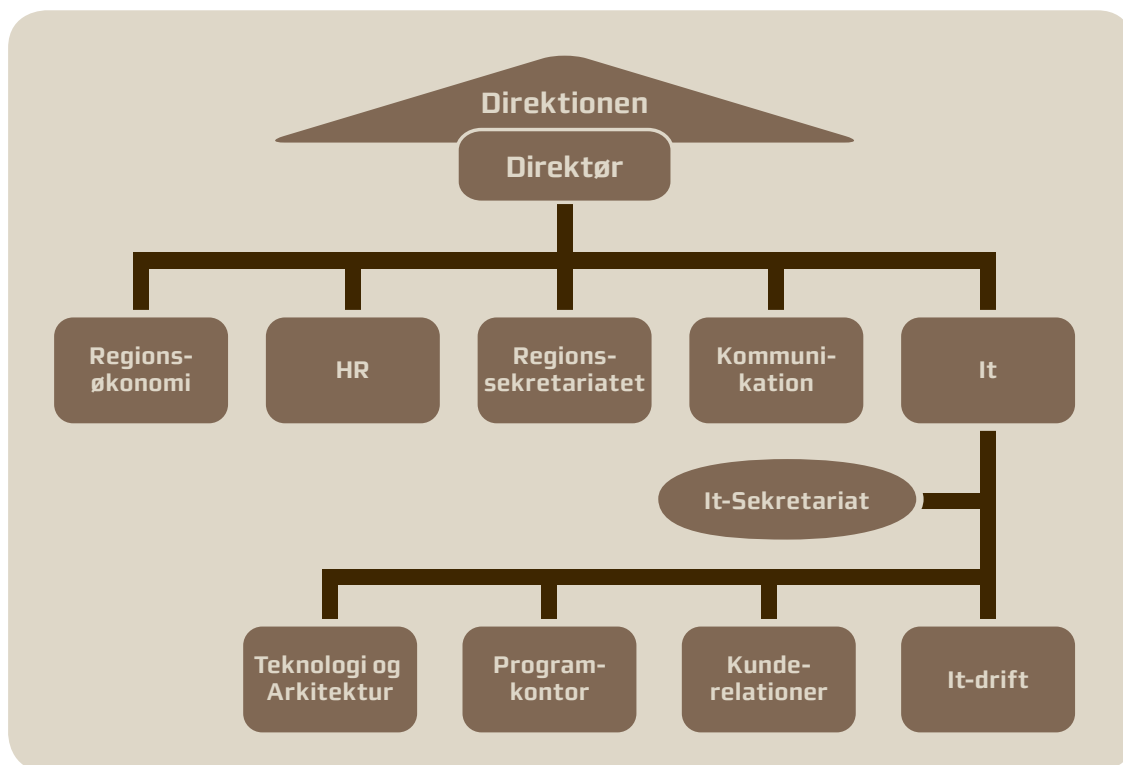 Direktionen
Direktør
Regions-
økonomi
HR
Regions-
sekretariatet
Kommuni-
kation
It
It-Sekretariat
Teknologi og
Arkitektur
Program-
kontor
Kunde-
relationer
It-drift